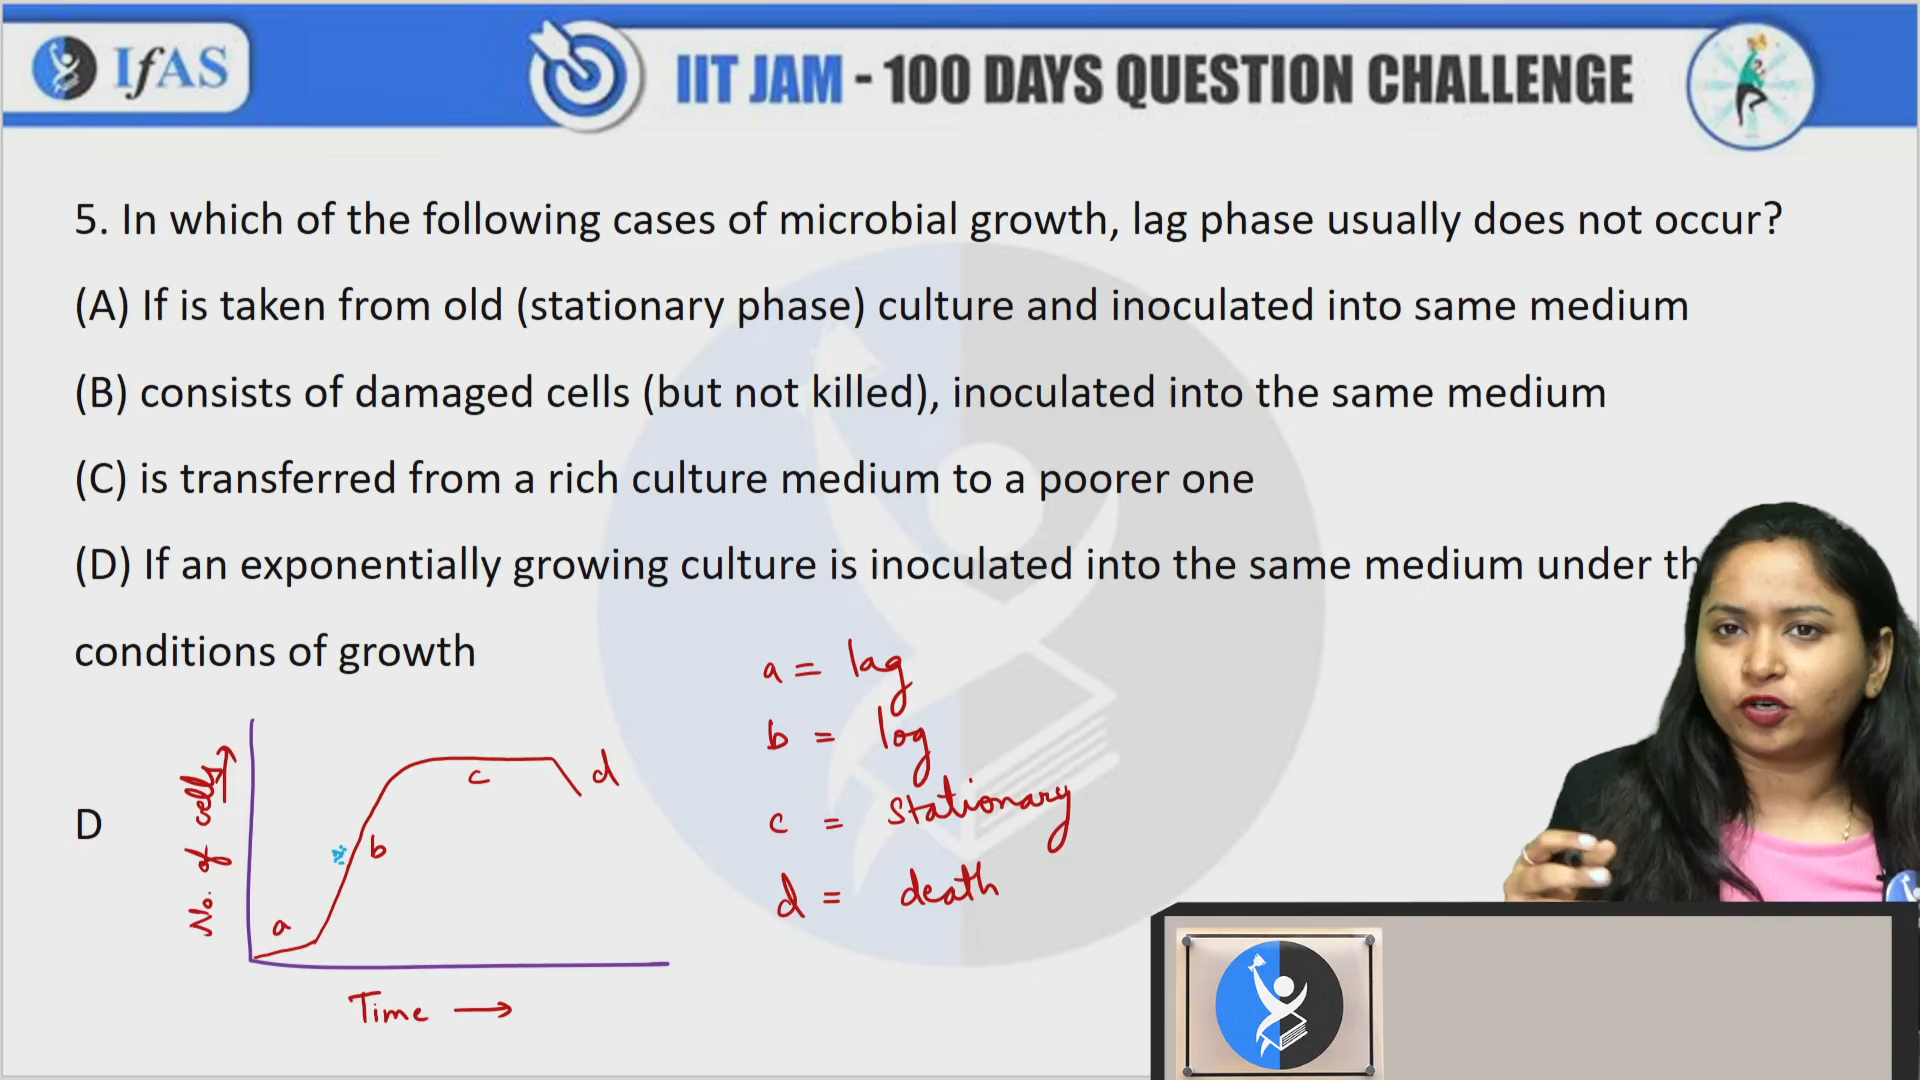 IfAS
IIT JAM - 100 DAYS QUESTION CHALLENGE
5. In which of the following cases of microbial growth, lag phase usually does not occur?
(A) If is taken from old (stationary phase) culture and inoculated into same medium
(B) consists of damaged cells (but not killed), inoculated into the same medium
(C) is transferred from a rich culture medium to a poorer one
(D) If an exponentially growing culture is inoculated into the same medium under
conditions of growth
a = lag
b = log
c = stationary
d = death
D
No. of cells →
a
b
c
d
Time →